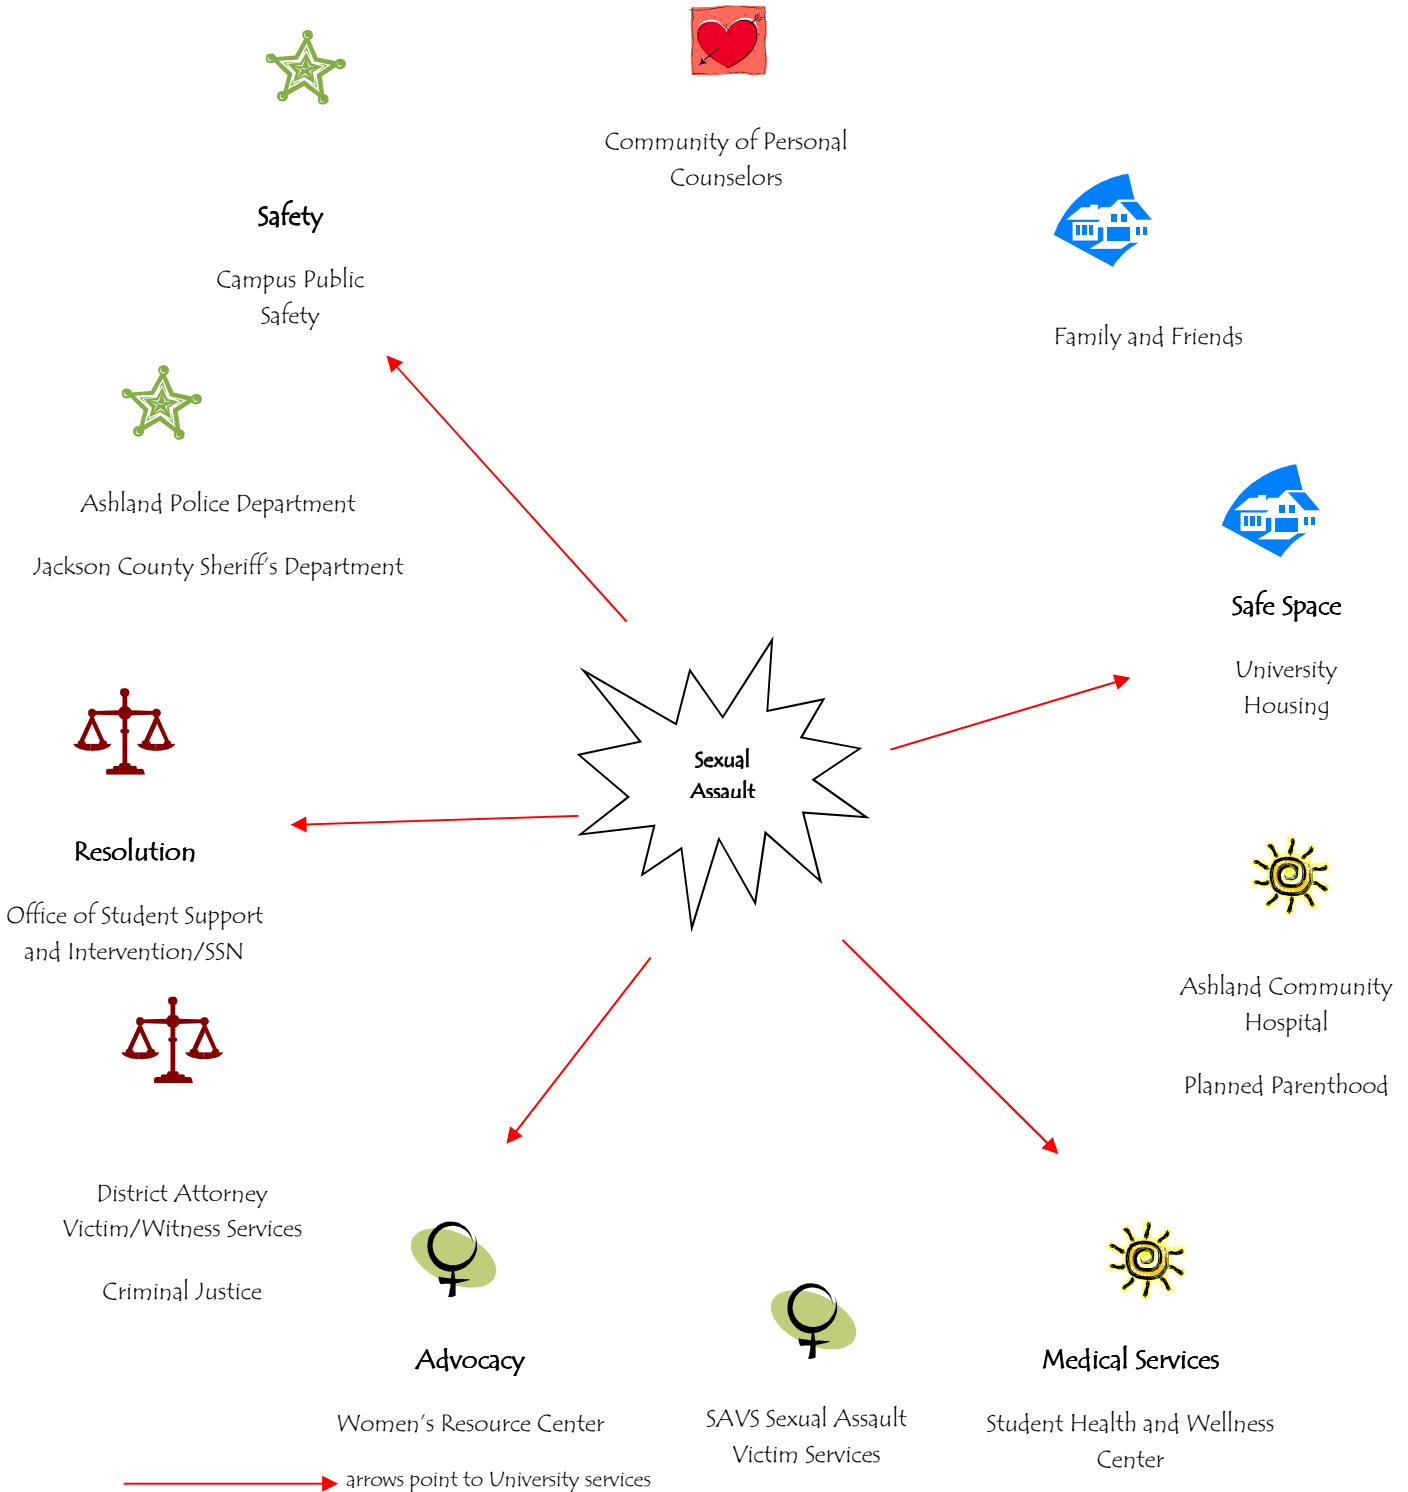 Community of Personal
Counselors
Safety
Campus Public
Safety
Family and Friends
Ashland Police Department
Jackson County Sheriff's Department
Safe Space
University
Housing
Sexual
Assault
Resolution
Office of Student Support
and Intervention/SSN
Ashland Community
Hospital
Planned Parenthood
District Attorney
Victim/Witness Services
Criminal Justice
Advocacy
Women's Resource Center
SAVS Sexual Assault
Victim Services
Medical Services
Student Health and Wellness
Center
arrows point to University services